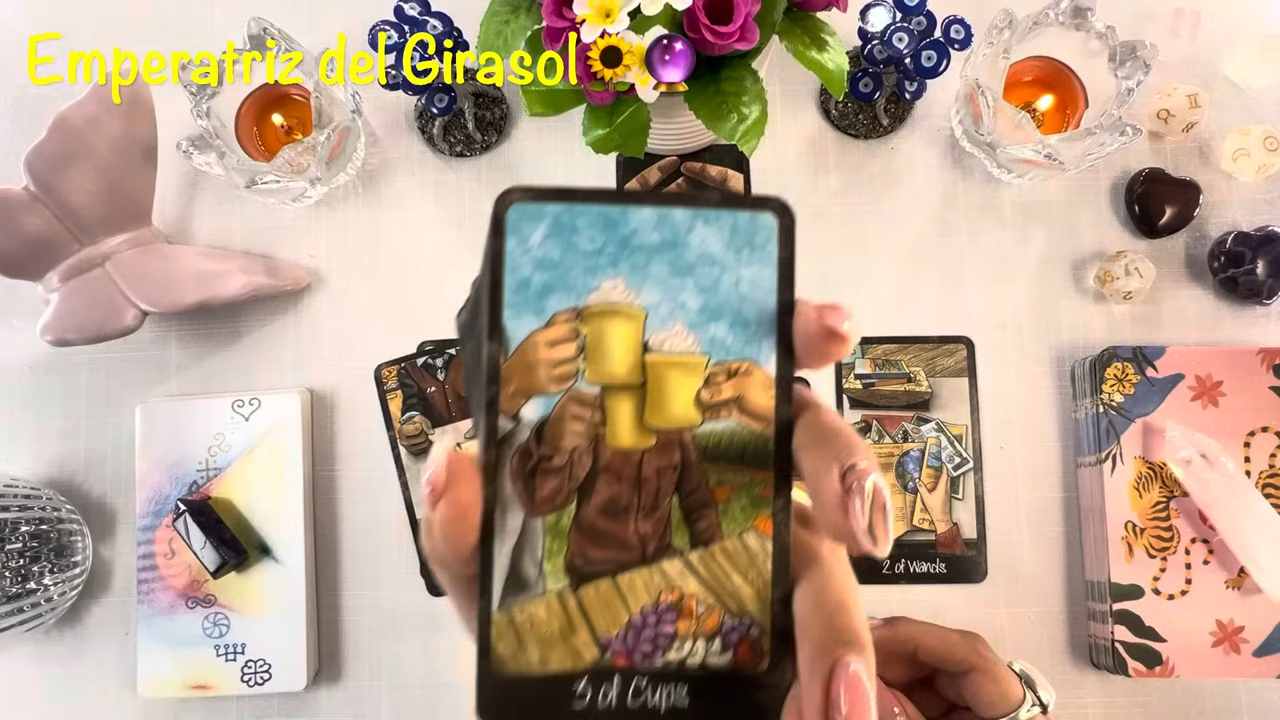 Emperatriz del Girasol 🌻🔮
3 of Cups
2 of Wands